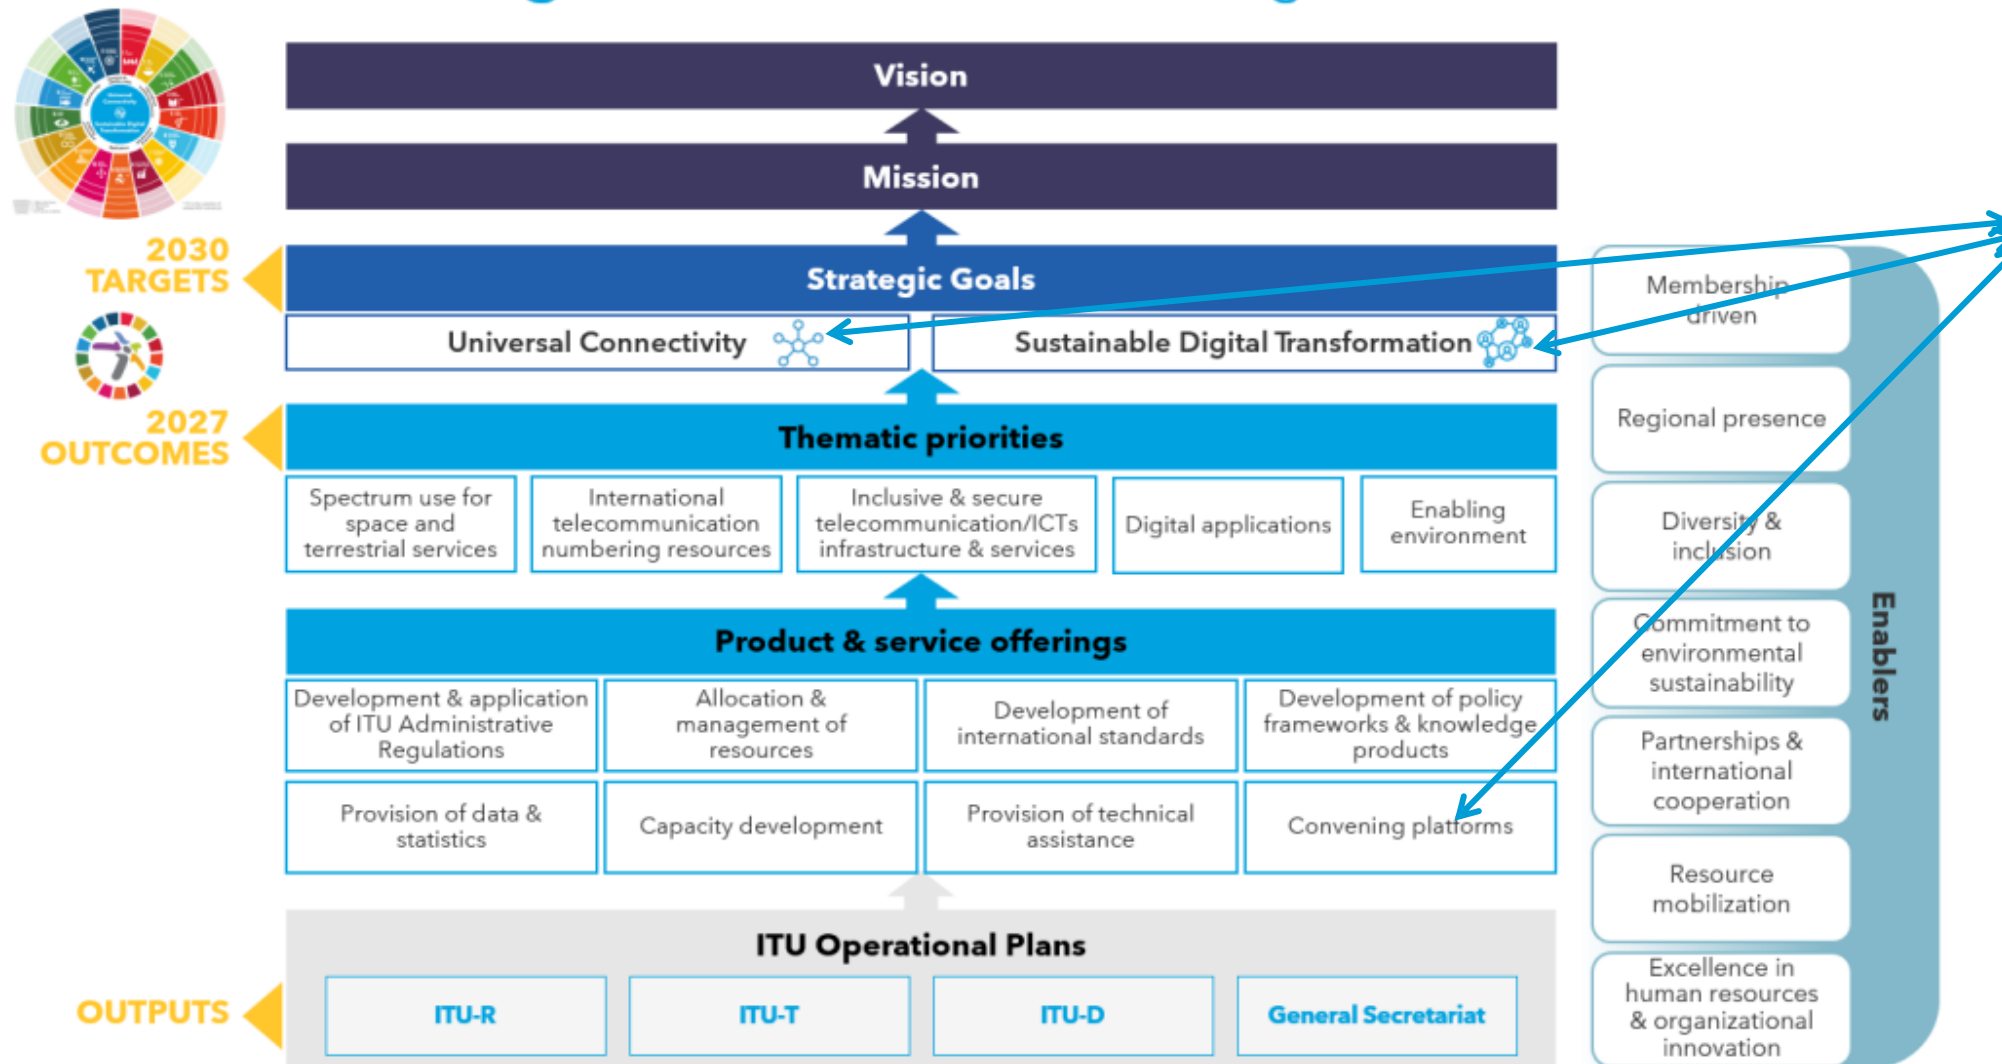 Vision
Mission
2030
TARGETS
Strategic Goals
Universal Connectivity
Sustainable Digital Transformation
2027
OUTCOMES
Thematic priorities
Spectrum use for
space and
terrestrial services
International
telecommunication
numbering resources
Inclusive & secure
telecommunication/ICTs
infrastructure & services
Digital applications
Enabling
environment
Product & service offerings
Development & application
of ITU Administrative
Regulations
Allocation &
management of
resources
Development of
international standards
Development of policy
frameworks & knowledge
products
Provision of data &
statistics
Capacity development
Provision of technical
assistance
Convening platforms
ITU Operational Plans
OUTPUTS
ITU-R
ITU-T
ITU-D
General Secretariat
Membership
driven
Regional presence
Diversity &
inclusion
Commitment to
environmental
sustainability
Partnerships &
international
cooperation
Resource
mobilization
Excellence in
human resources
& organizational
innovation
Enablers
Universal
Connectivity
Sustainable Digital
Transformation